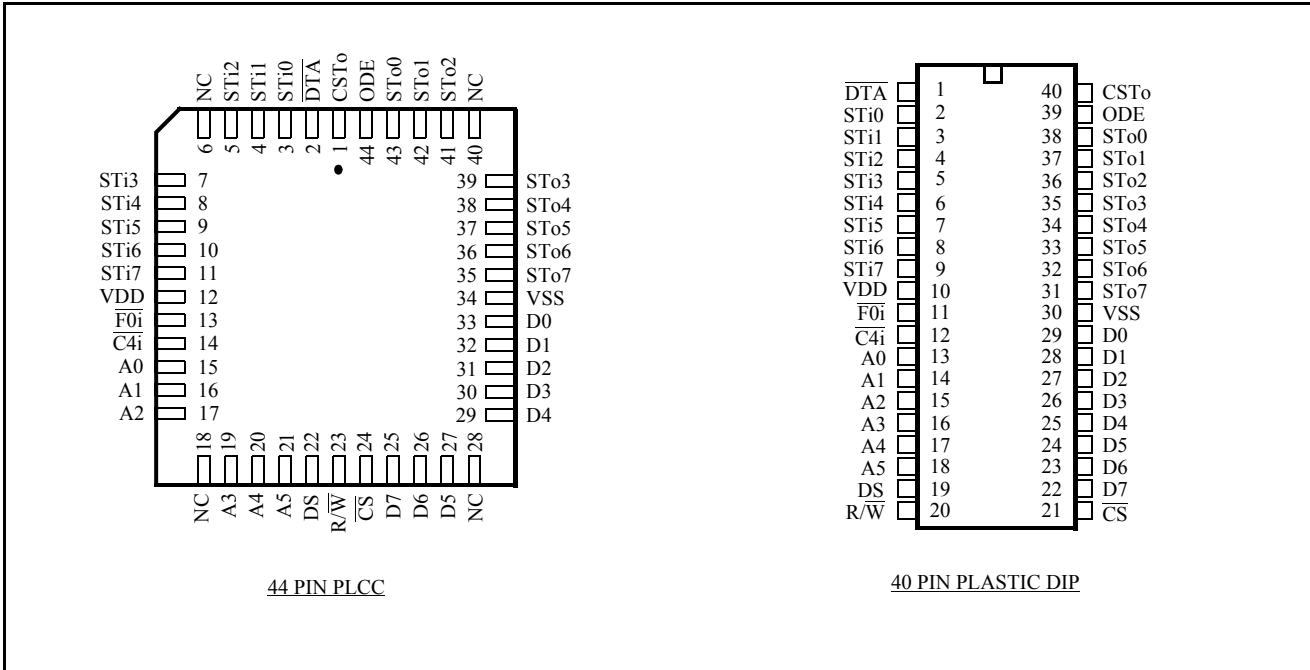 NC STi2 STi1 STi0 D̅T̅A̅ CSTo ODE STo0 STo1 STo2 NC
6 5 4 3 2 1 44 43 42 41 40
STi3 7 39 STo3
STi4 8 38 STo4
STi5 9 37 STo5
STi6 10 36 STo6
STi7 11 35 STo7
VDD 12 34 VSS
F̅0̅i̅ 13 33 D0
C̅4̅i̅ 14 32 D1
A0 15 31 D2
A1 16 30 D3
A2 17 29 D4
18 19 20 21 22 23 24 25 26 27 28
NC A3 A4 A5 DS R/W̅ C̅S̅ D7 D6 D5 NC
44 PIN PLCC
D̅T̅A̅ 1 40 CSTo
STi0 2 39 ODE
STi1 3 38 STo0
STi2 4 37 STo1
STi3 5 36 STo2
STi4 6 35 STo3
STi5 7 34 STo4
STi6 8 33 STo5
STi7 9 32 STo6
VDD 10 31 STo7
F̅0̅i̅ 11 30 VSS
C̅4̅i̅ 12 29 D0
A0 13 28 D1
A1 14 27 D2
A2 15 26 D3
A3 16 25 D4
A4 17 24 D5
A5 18 23 D6
DS 19 22 D7
R/W̅ 20 21 C̅S̅
40 PIN PLASTIC DIP